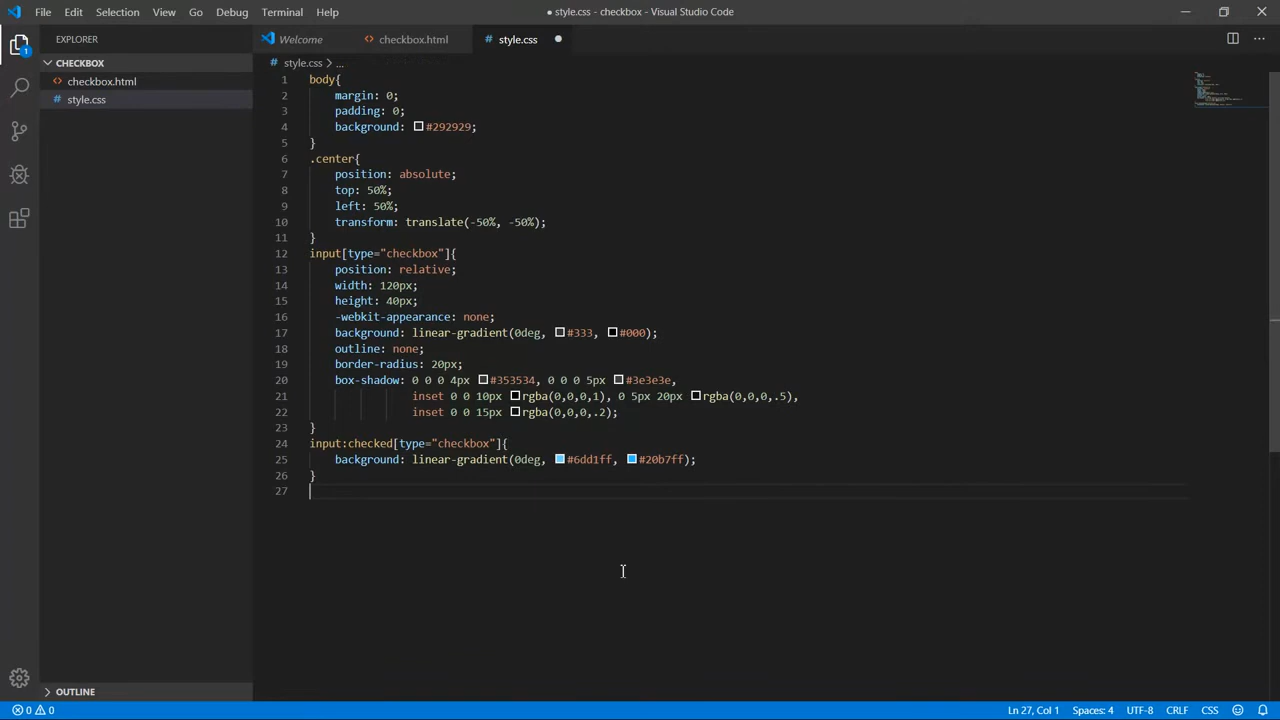 File Edit Selection View Go Debug Terminal Help
● style.css - checkbox - Visual Studio Code
EXPLORER
Welcome
checkbox.html
# style.css
1
CHECKBOX
checkbox.html
# style.css
# style.css > ...
1 body{
2 margin: 0;
3 padding: 0;
4 background: #292929;
5 }
6 .center{
7 position: absolute;
8 top: 50%;
9 left: 50%;
10 transform: translate(-50%, -50%);
11 }
12 input[type="checkbox"]{
13 position: relative;
14 width: 120px;
15 height: 40px;
16 -webkit-appearance: none;
17 background: linear-gradient(0deg, #333, #000);
18 outline: none;
19 border-radius: 20px;
20 box-shadow: 0 0 0 4px #353534, 0 0 0 5px #3e3e3e,
21 inset 0 0 10px rgba(0,0,0,1), 0 5px 20px rgba(0,0,0,.5),
22 inset 0 0 15px rgba(0,0,0,.2);
23 }
24 input:checked[type="checkbox"]{
25 background: linear-gradient(0deg, #6dd1ff, #20b7ff);
26 }
27
OUTLINE
0 0
Ln 27, Col 1 Spaces: 4 UTF-8 CRLF CSS